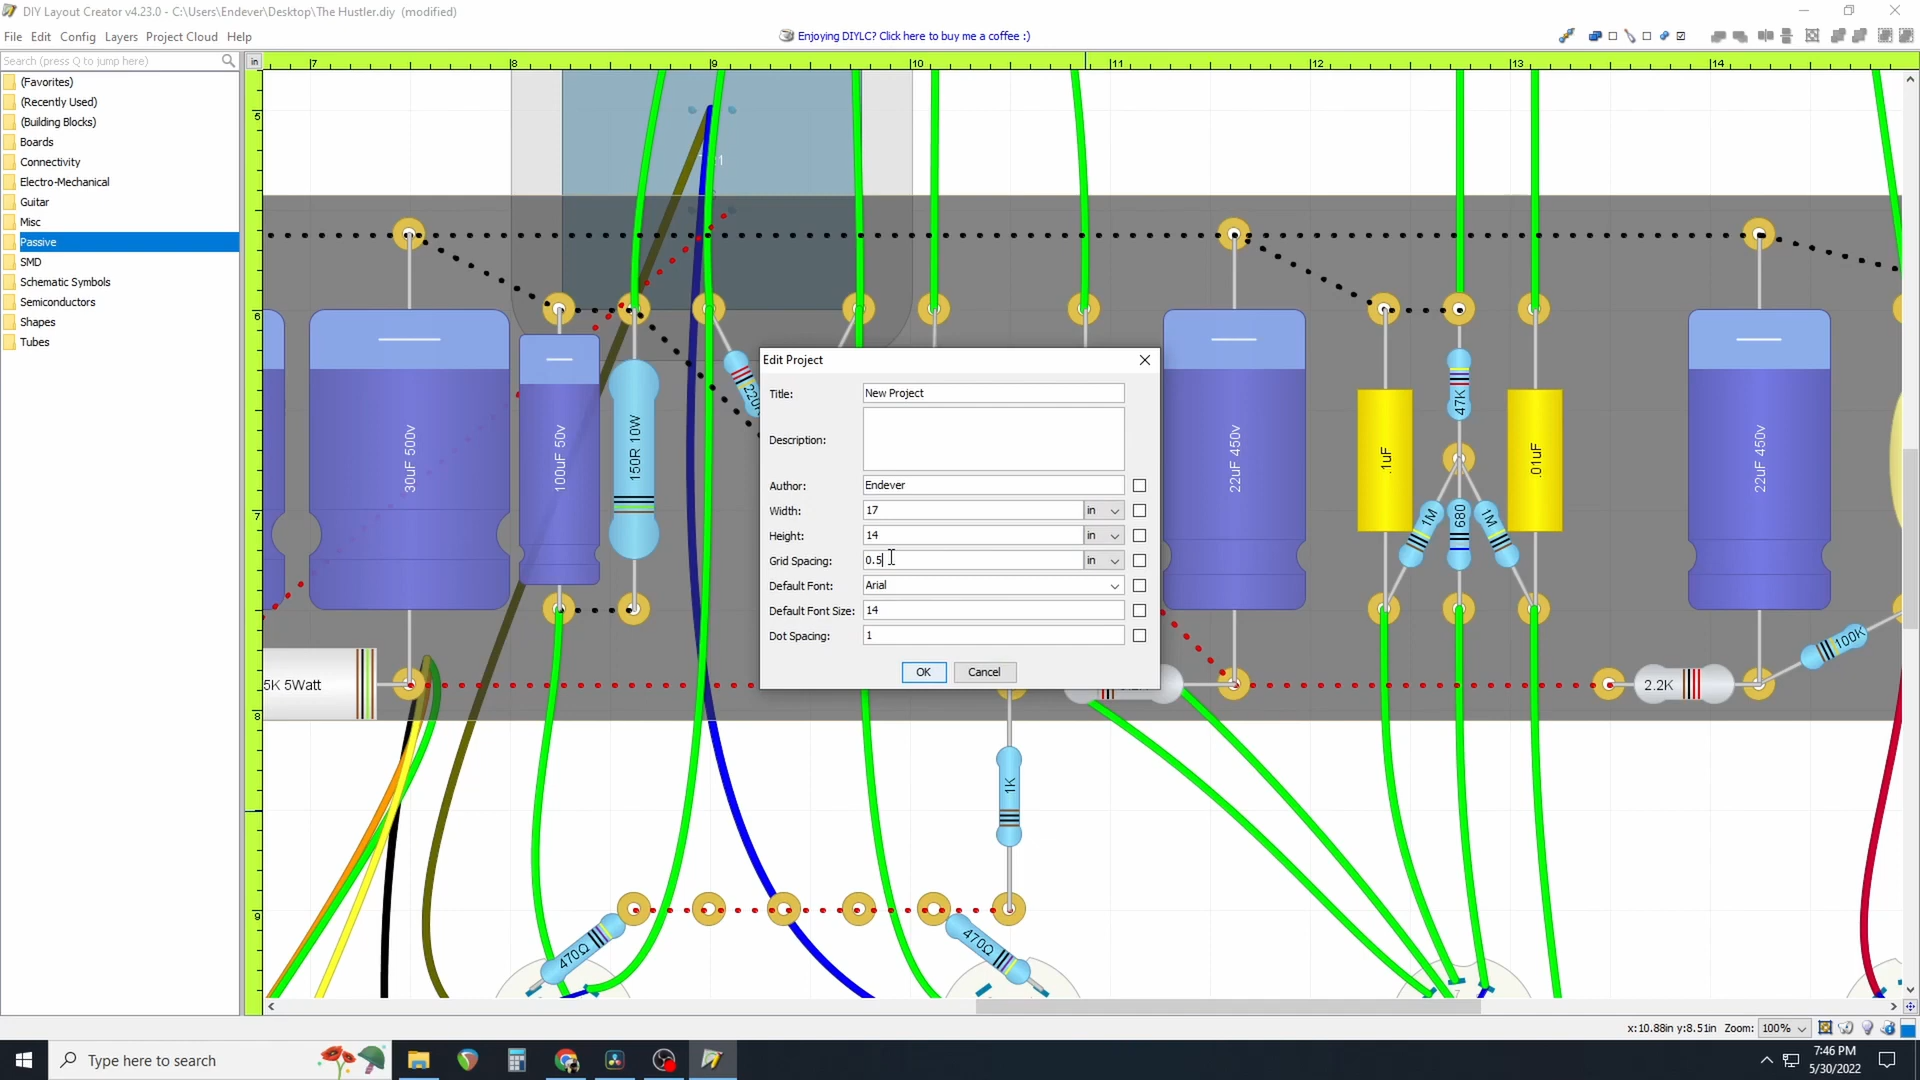 DIY Layout Creator v4.23.0 - C:\Users\Endever\Desktop\The Hustler.diy  (modified)
File Edit Config Layers Project Cloud Help
Enjoying DIYLC? Click here to buy me a coffee :)
Search (press Q to jump here)
in 7 8 9 10 11 12 13 14
(Favorites)
(Recently Used)
(Building Blocks)
Boards
Connectivity
Electro-Mechanical
Guitar
Misc
Passive
SMD
Schematic Symbols
Semiconductors
Shapes
Tubes
5
6
7
8
9
30uF 500v
100uF 50v
150R 10W
22uF 450v
.1uF
47K
1M
680
1M
.01uF
22uF 450v
5K 5Watt
2.2K
100K
1K
470Ω
470Ω
Edit Project
Title: New Project
Description:
Author: Endever
Width: 17 in
Height: 14 in
Grid Spacing: 0.5 in
Default Font: Arial
Default Font Size: 14
Dot Spacing: 1
OK Cancel
x:10.88in y:8.51in Zoom: 100%
Type here to search
7:46 PM
5/30/2022